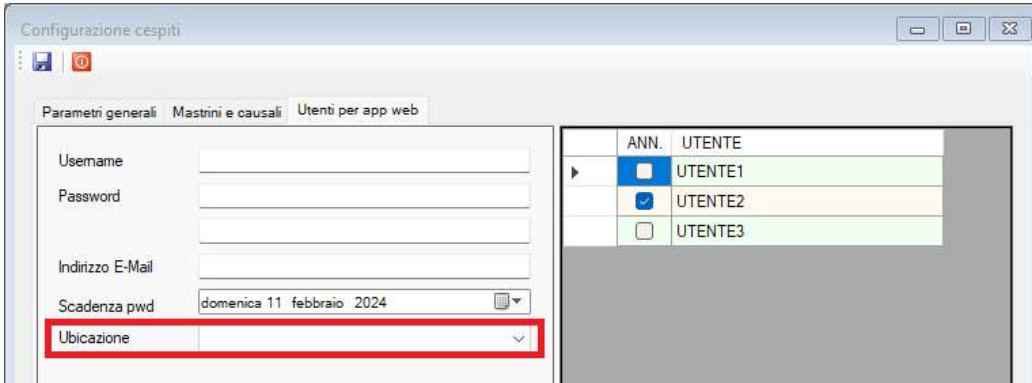 Configurazione cespiti
Parametri generali Mastrini e causali Utenti per app web
Username
Password
Indirizzo E-Mail
Scadenza pwd domenica 11 febbraio 2024
Ubicazione
ANN. UTENTE
UTENTE1
UTENTE2
UTENTE3